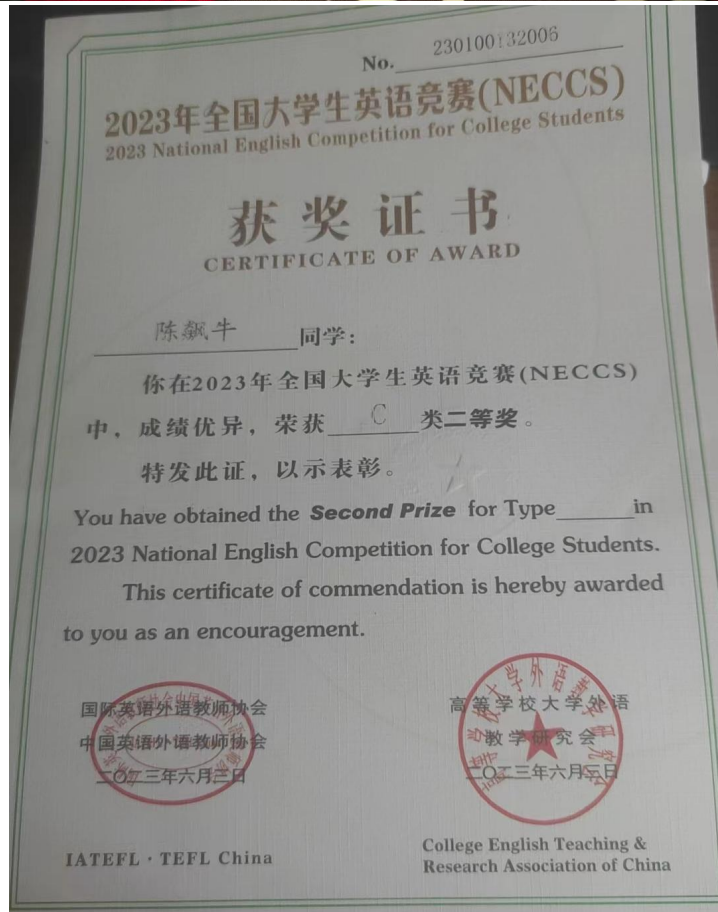 No. 230100132006
2023年全国大学生英语竞赛(NECCS)
2023 National English Competition for College Students
获奖证书
CERTIFICATE OF AWARD
陈飙牛 同学:
你在2023年全国大学生英语竞赛(NECCS)
中，成绩优异，荣获 C 类二等奖。
特发此证，以示表彰。
You have obtained the Second Prize for Type______in
2023 National English Competition for College Students.
This certificate of commendation is hereby awarded
to you as an encouragement.
国际英语外语教师协会
中国英语外语教师协会
二〇二三年六月三日
IATEFL · TEFL China
高等学校大学外语
教学研究会
二〇二三年六月三日
College English Teaching &
Research Association of China